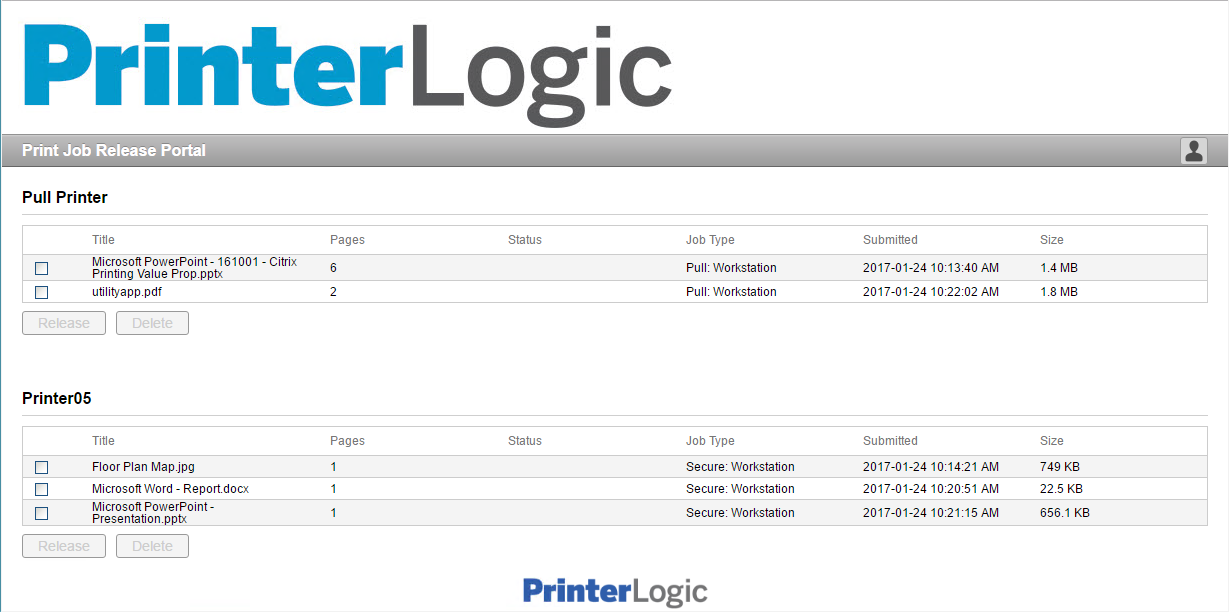 PrinterLogic
Print Job Release Portal
Pull Printer
Title Pages Status Job Type Submitted Size
Microsoft PowerPoint - 161001 - Citrix
Printing Value Prop.pptx 6 Pull: Workstation 2017-01-24 10:13:40 AM 1.4 MB
utilityapp.pdf 2 Pull: Workstation 2017-01-24 10:22:02 AM 1.8 MB
Release Delete
Printer05
Title Pages Status Job Type Submitted Size
Floor Plan Map.jpg 1 Secure: Workstation 2017-01-24 10:14:21 AM 749 KB
Microsoft Word - Report.docx 1 Secure: Workstation 2017-01-24 10:20:51 AM 22.5 KB
Microsoft PowerPoint -
Presentation.pptx 1 Secure: Workstation 2017-01-24 10:21:15 AM 656.1 KB
Release Delete
PrinterLogic